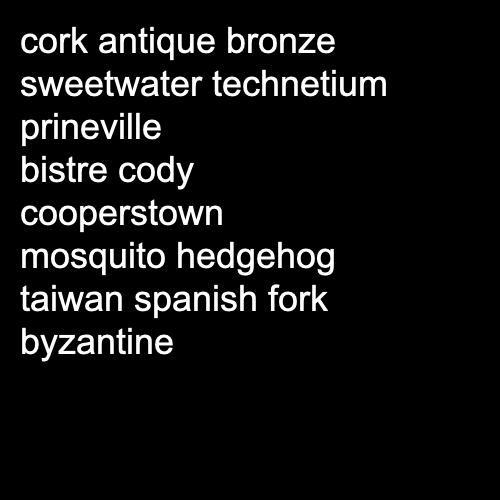 cork antique bronze
sweetwater technetium
prineville
bistre cody
cooperstown
mosquito hedgehog
taiwan spanish fork
byzantine